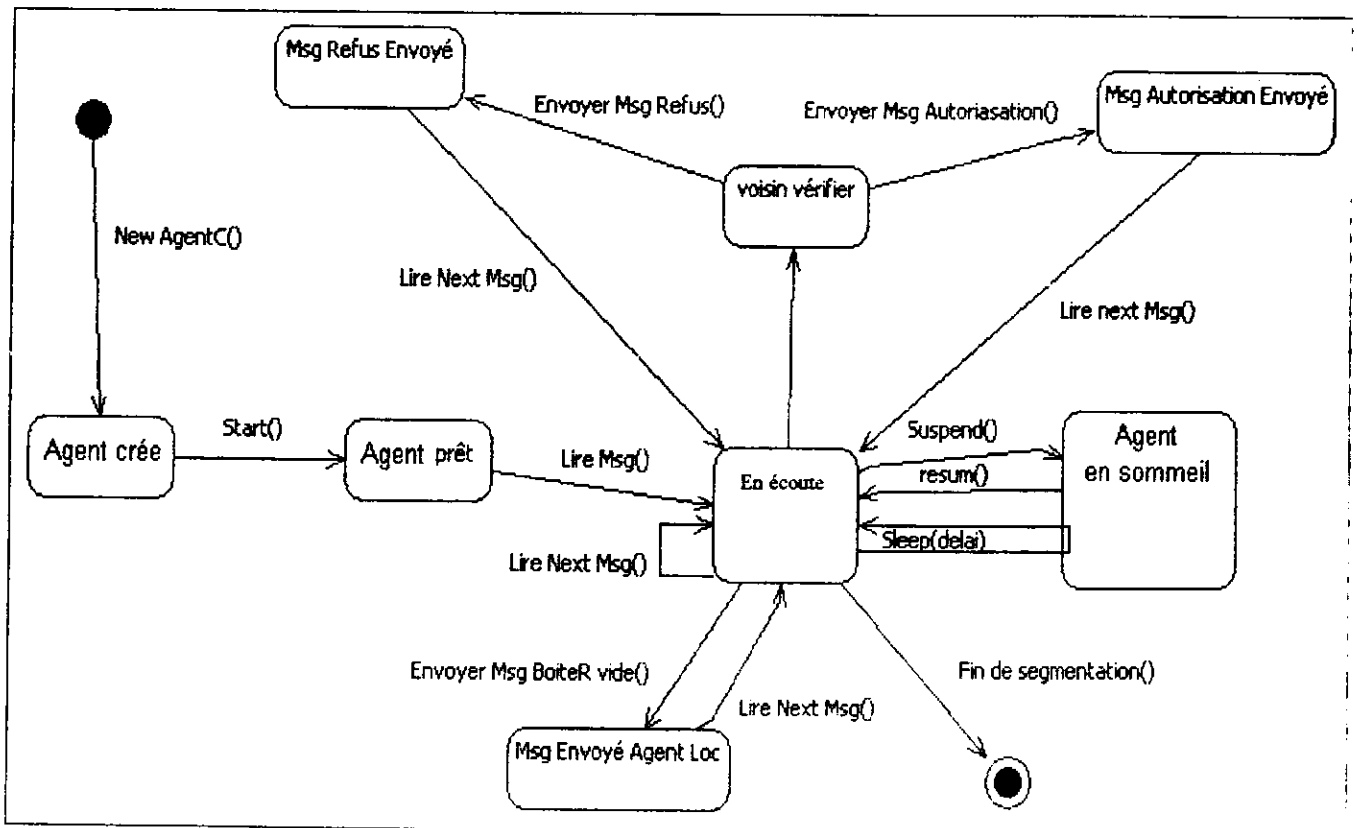 Msg Refus Envoyé
Envoyer Msg Refus()
Envoyer Msg Autoriasation()
Msg Autorisation Envoyé
voisin vérifier
New AgentC()
Lire Next Msg()
Lire next Msg()
Agent crée
Start()
Agent prêt
Lire Msg()
En écoute
Suspend()
resum()
Agent
en sommeil
Sleep(delai)
Lire Next Msg()
Envoyer Msg BoiteR vide()
Lire Next Msg()
Fin de segmentation()
Msg Envoyé Agent Loc